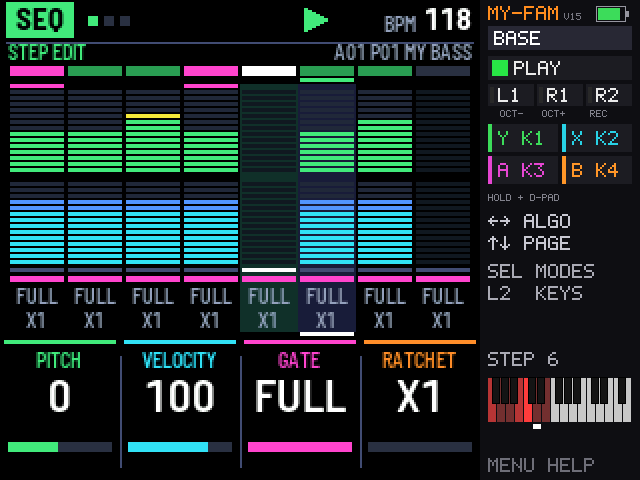 SEQ
BPM 118
STEP EDIT
A01 P01 MY BASS
FULL FULL FULL FULL FULL FULL FULL FULL
X1 X1 X1 X1 X1 X1 X1 X1
PITCH VELOCITY GATE RATCHET
0 100 FULL X1
MY-FAM V15
BASE
PLAY
L1 R1 R2
OCT- OCT+ REC
Y K1 X K2
A K3 B K4
HOLD + D-PAD
↔ ALGO
↑↓ PAGE
SEL MODES
L2 KEYS
STEP 6
MENU HELP